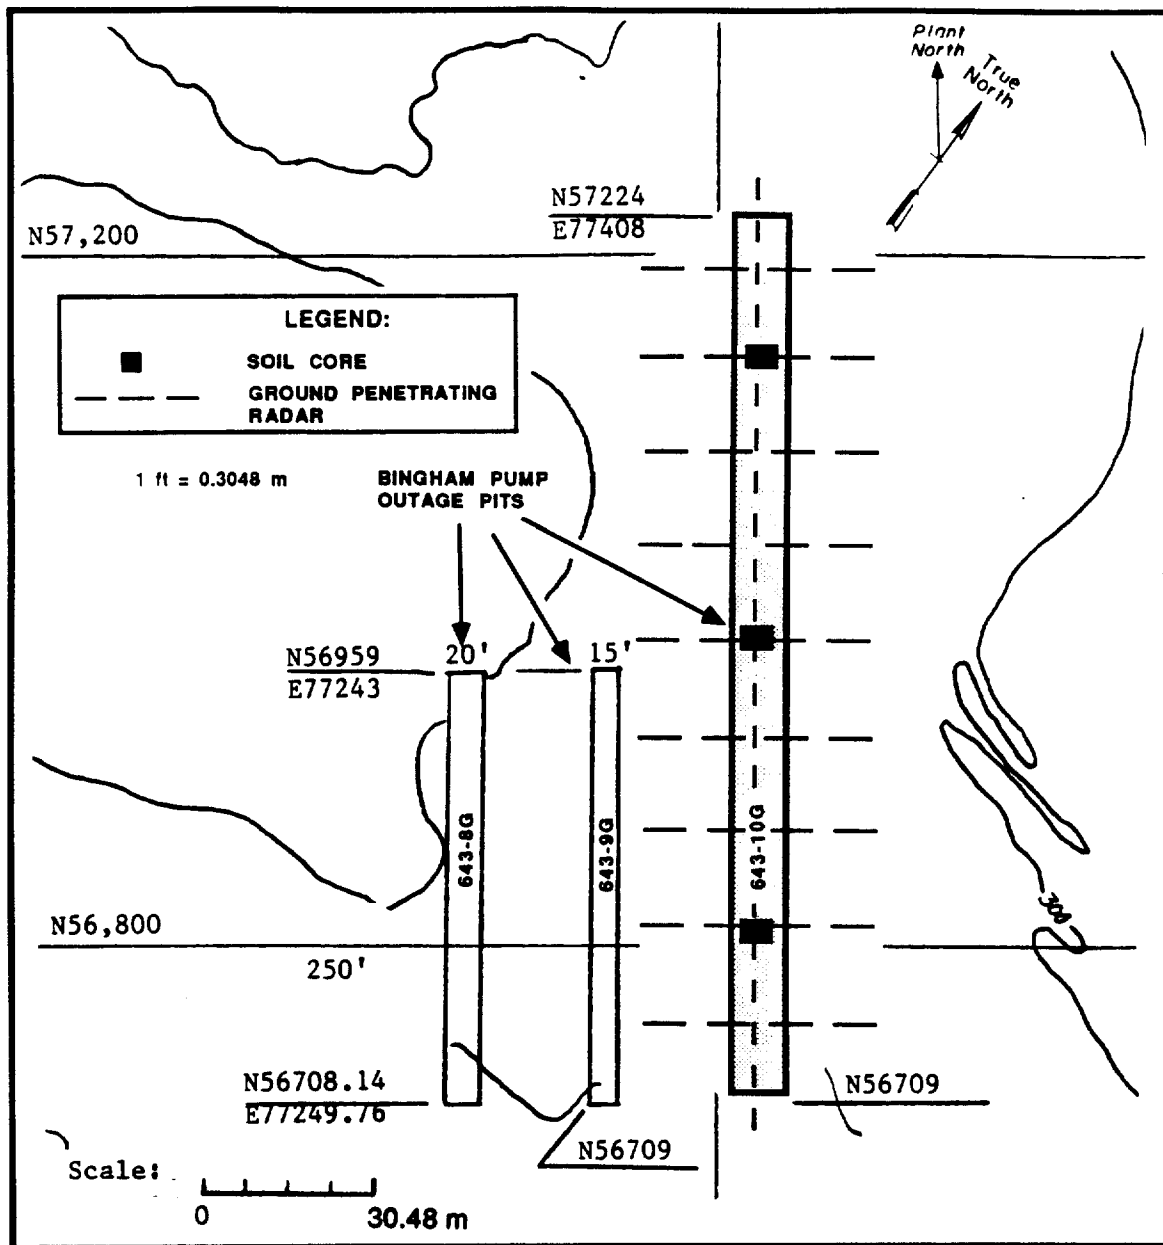 Plant
North
True
North
N57224
E77408
N57,200
LEGEND:
SOIL CORE
GROUND PENETRATING
RADAR
1 ft = 0.3048 m
BINGHAM PUMP
OUTAGE PITS
N56959
E77243
20'
15'
643-8G
643-9G
643-10G
300
N56,800
250'
N56708.14
E77249.76
N56709
N56709
Scale:
0
30.48 m